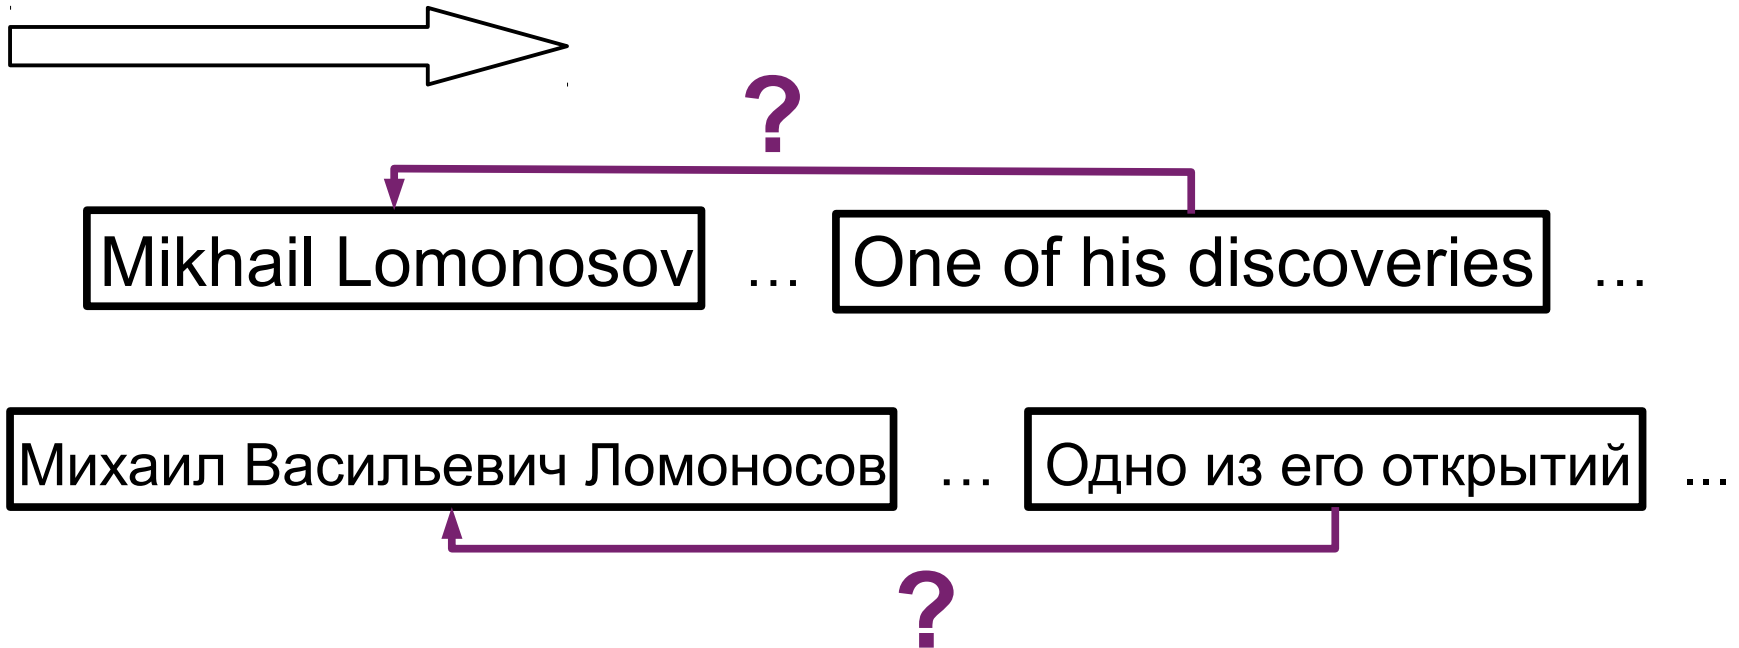 ?
Mikhail Lomonosov ... One of his discoveries ...
Михаил Васильевич Ломоносов ... Одно из его открытий ...
?